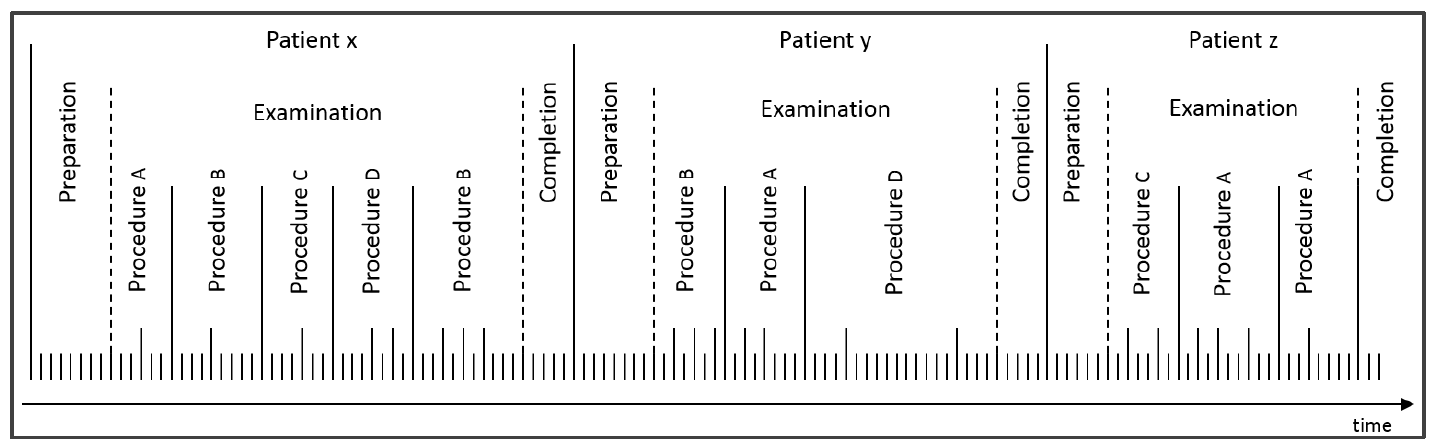 Patient x
Patient y
Patient z
Preparation
Examination
Completion
Preparation
Examination
Completion
Preparation
Examination
Completion
Procedure A
Procedure B
Procedure C
Procedure D
Procedure B
Procedure B
Procedure A
Procedure D
Procedure C
Procedure A
Procedure A
time